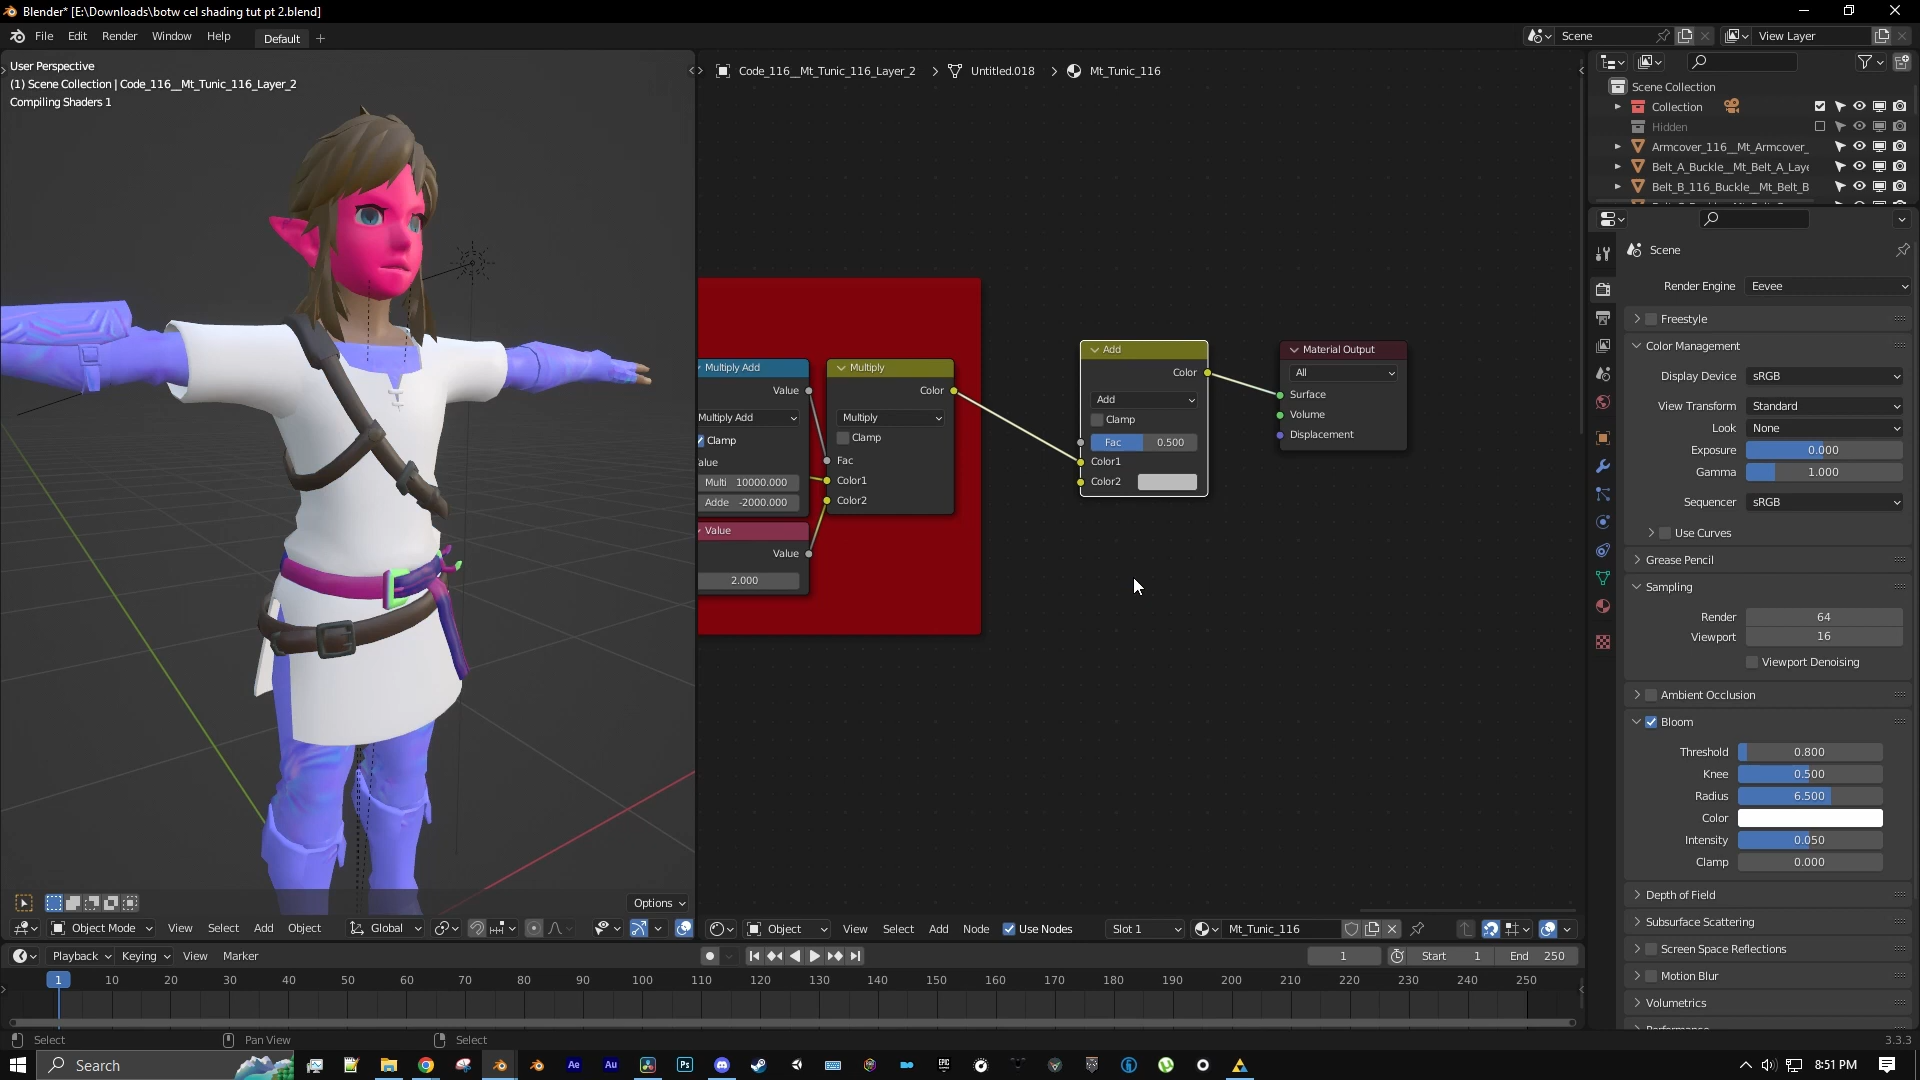 Blender* [E:\Downloads\botw cel shading tut pt 2.blend]
File Edit Render Window Help Default
Scene View Layer
User Perspective
(1) Scene Collection | Code_116__Mt_Tunic_116_Layer_2
Compiling Shaders 1
Code_116__Mt_Tunic_116_Layer_2 Untitled.018 Mt_Tunic_116
Scene Collection
Collection
Hidden
Armcover_116__Mt_Armcover_
Belt_A_Buckle__Mt_Belt_A_Laye
Belt_B_116_Buckle__Mt_Belt_B
Scene
Render Engine Eevee
Freestyle
Color Management
Display Device sRGB
View Transform Standard
Look None
Exposure 0.000
Gamma 1.000
Sequencer sRGB
Use Curves
Grease Pencil
Sampling
Render 64
Viewport 16
Viewport Denoising
Ambient Occlusion
Bloom
Threshold 0.800
Knee 0.500
Radius 6.500
Color
Intensity 0.050
Clamp 0.000
Depth of Field
Subsurface Scattering
Screen Space Reflections
Motion Blur
Volumetrics
Multiply Add
Value
Multiply Add
Clamp
alue
Multi 10000.000
Adde -2000.000
Value
Value
2.000
Multiply
Color
Multiply
Clamp
Fac
Color1
Color2
Add
Color
Add
Clamp
Fac 0.500
Color1
Color2
Material Output
All
Surface
Volume
Displacement
Options
Object Mode View Select Add Object Global
Object View Select Add Node Use Nodes Slot 1 Mt_Tunic_116
Playback Keying View Marker 1 Start 1 End 250
1 10 20 30 40 50 60 70 80 90 100 110 120 130 140 150 160 170 180 190 200 210 220 230 240 250
Select Pan View Select 3.3.3
Search Ae Au Ps EPIC 8:51 PM